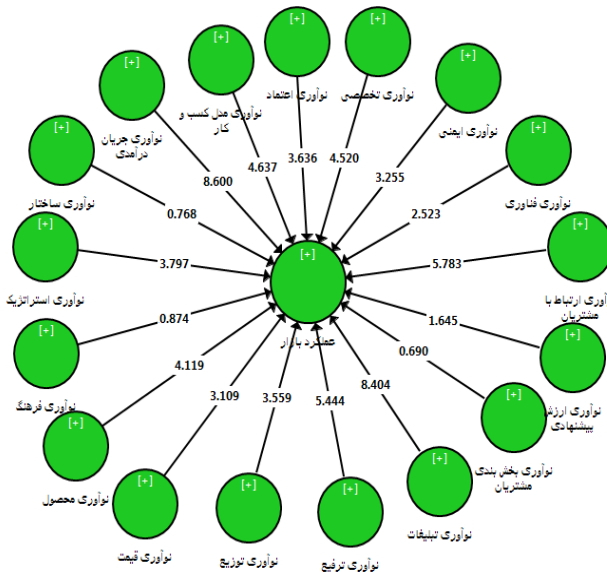 [+]
نوآوری اعتماد
[+]
نوآوری تخصصی
[+]
نوآوری ایمنی
[+]
نوآوری فناوری
[+]
آوری ارتباط با
مشتریان
[+]
نوآوری ارزش
پیشنهادی
[+]
نوآوری بخش بندی
مشتریان
[+]
نوآوری تبلیغات
[+]
نوآوری ترفیع
[+]
نوآوری توزیع
[+]
نوآوری قیمت
[+]
نوآوری محصول
[+]
نوآوری فرهنگ
[+]
نوآوری استراتژیک
[+]
نوآوری ساختار
[+]
نوآوری جریان
درآمدی
[+]
نوآوری مدل کسب و
کار
[+]
عملکرد بازار
3.636
4.520
3.255
2.523
5.783
1.645
0.690
8.404
5.444
3.559
3.109
4.119
0.874
3.797
0.768
8.600
4.637